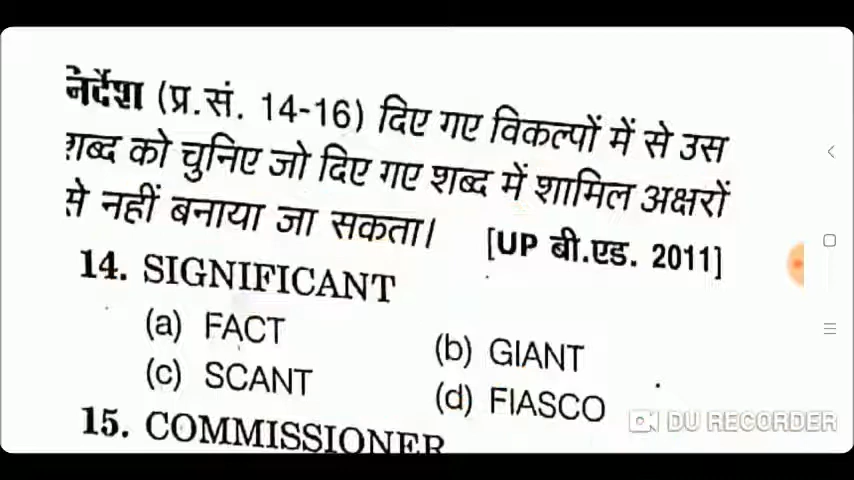 निर्देश (प्र.सं. 14-16) दिए गए विकल्पों में से उस
शब्द को चुनिए जो दिए गए शब्द में शामिल अक्षरों
से नहीं बनाया जा सकता। [UP बी.एड. 2011]
14. SIGNIFICANT
(a) FACT (b) GIANT
(c) SCANT (d) FIASCO
15. COMMISSIONER
DU RECORDER